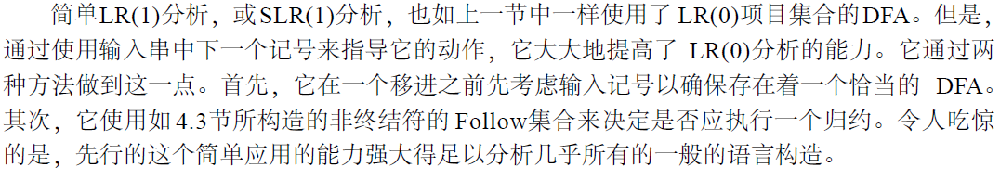 简单LR(1)分析，或SLR(1)分析，也如上一节中一样使用了LR(0)项目集合的DFA。但是，
通过使用输入串中下一个记号来指导它的动作，它大大地提高了 LR(0)分析的能力。它通过两
种方法做到这一点。首先，它在一个移进之前先考虑输入记号以确保存在着一个恰当的 DFA。
其次，它使用如4.3节所构造的非终结符的Follow集合来决定是否应执行一个归约。令人吃惊
的是，先行的这个简单应用的能力强大得足以分析几乎所有的一般的语言构造。